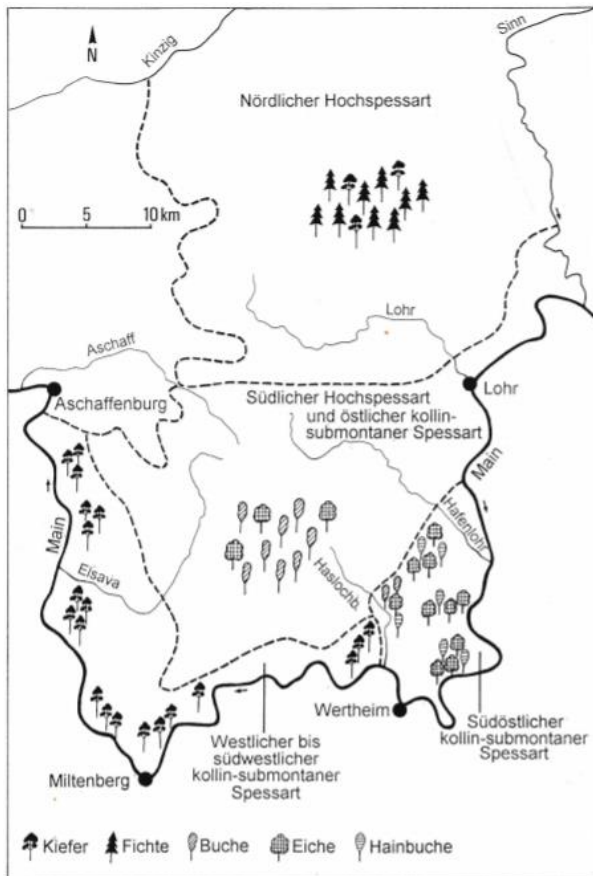 Sinn
Kinzig
N
Nördlicher Hochspessart
0 5 10 km
Lohr
Aschaff
Lohr
Aschaffenburg
Südlicher Hochspessart
und östlicher kollin-
submontaner Spessart
Main
Main
Hafenlohr
Elsava
Haslochb.
Wertheim
Südöstlicher
kollin-submontaner
Spessart
Westlicher bis
südwestlicher
kollin-submontaner
Spessart
Miltenberg
Kiefer Fichte Buche Eiche Hainbuche